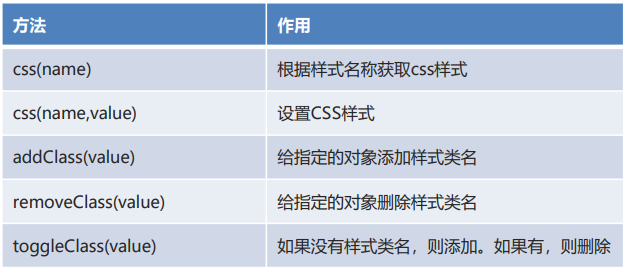 方法 作用
css(name) 根据样式名称获取css样式
css(name,value) 设置CSS样式
addClass(value) 给指定的对象添加样式类名
removeClass(value) 给指定的对象删除样式类名
toggleClass(value) 如果没有样式类名，则添加。如果有，则删除